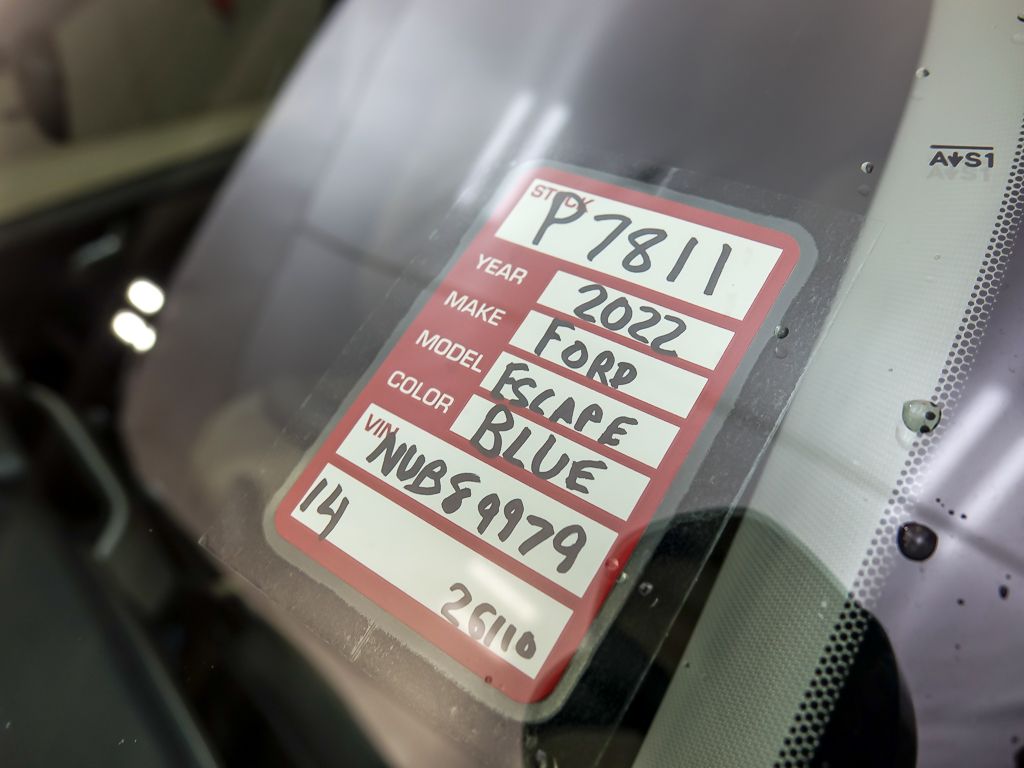 STOCK P7811
YEAR 2022
MAKE FORD
MODEL ESCAPE
COLOR BLUE
VIN NUB89979
14
26110
AS1